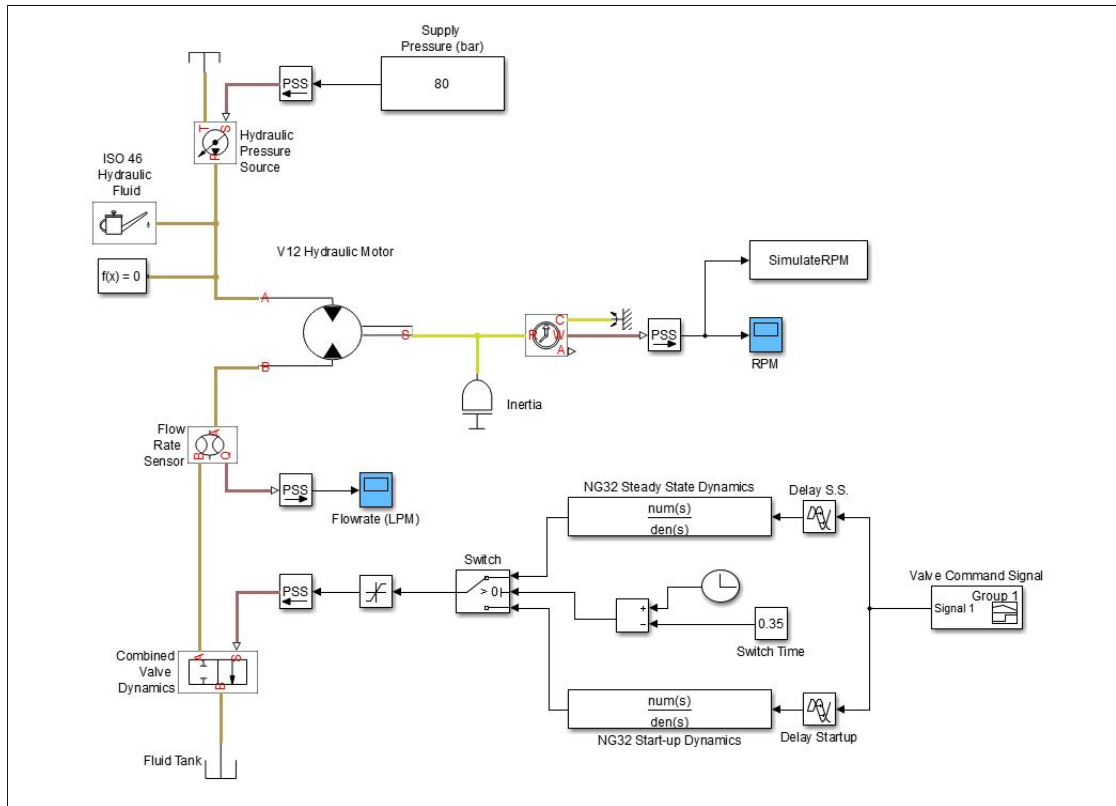 Supply
Pressure (bar)
80
PSS
T
S
P
Hydraulic
Pressure
Source
ISO 46
Hydraulic
Fluid
f(x) = 0
V12 Hydraulic Motor
A
B
S
R
C
W
A
PSS
SimulateRPM
RPM
Inertia
Flow
Rate
Sensor
A
B
Q
PSS
Flowrate (LPM)
NG32 Steady State Dynamics
num(s)
den(s)
Delay S.S.
Switch
> 0
PSS
+
−
0.35
Switch Time
Valve Command Signal
Group 1
Signal 1
Combined
Valve
Dynamics
A
S
B
num(s)
den(s)
NG32 Start-up Dynamics
Delay Startup
Fluid Tank